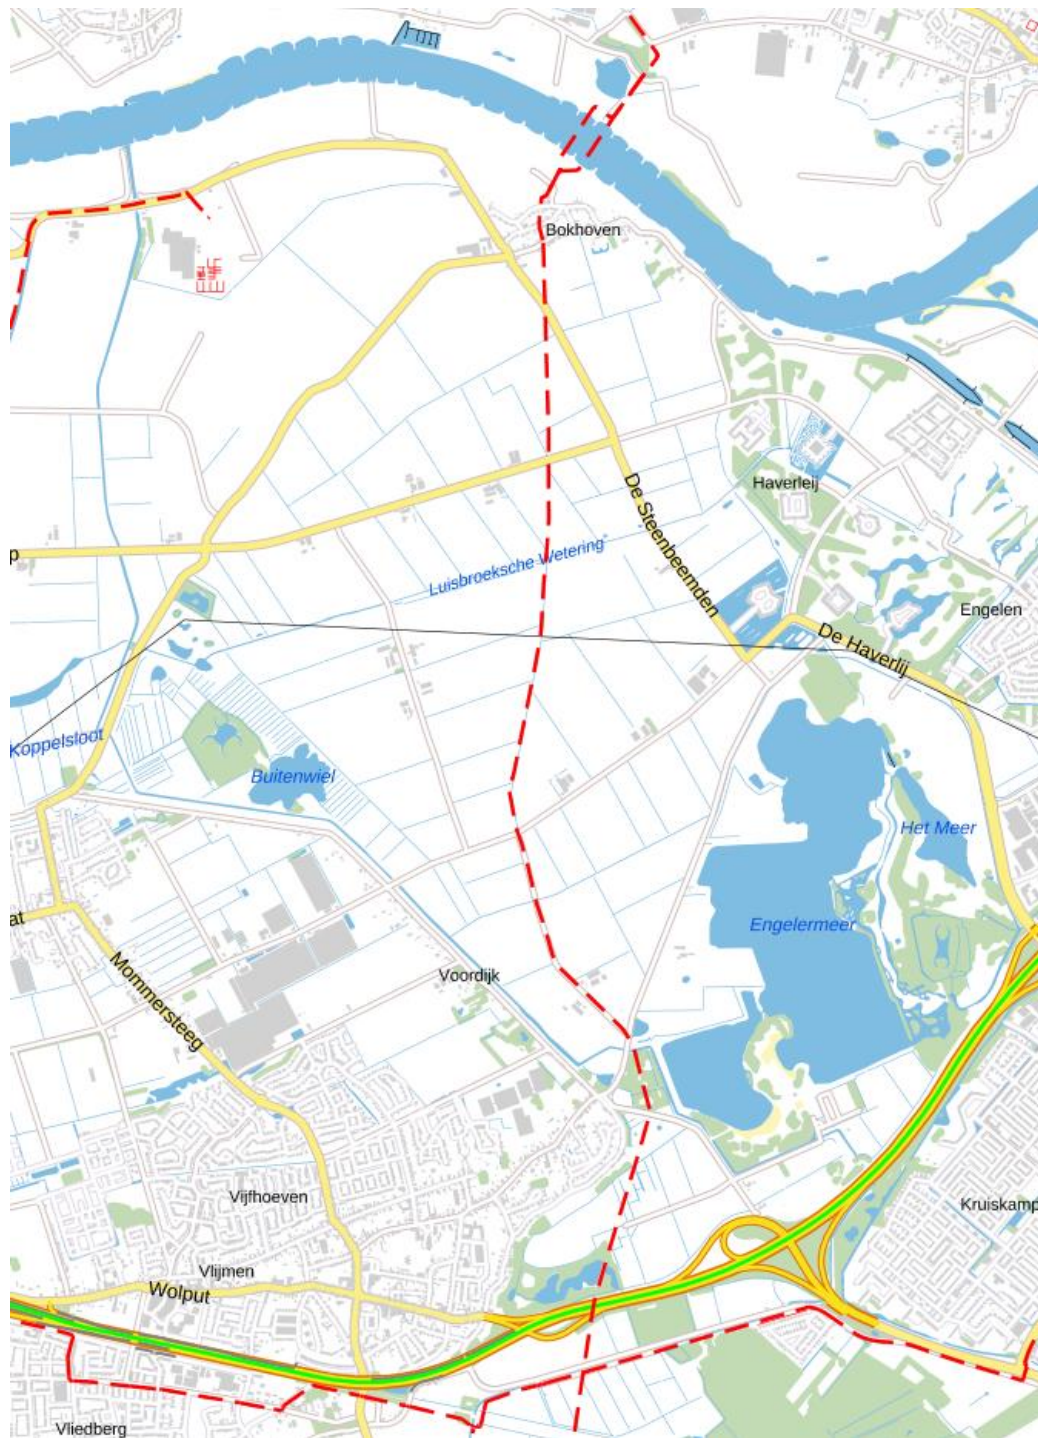 Bokhoven
Haverleij
De Steenbeemden
p
Luisbroeksche Wetering
Engelen
De Haverlij
Koppelsloot
Buitenwiel
Het Meer
at
Engelermeer
Mommersteeg
Voordijk
Vijfhoeven
Kruiskamp
Vlijmen
Wolput
Vliedberg